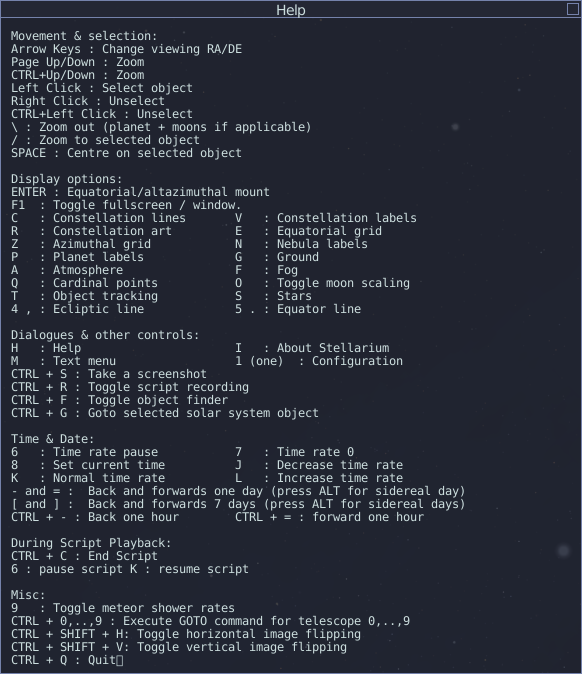 Help
Movement & selection:
Arrow Keys : Change viewing RA/DE
Page Up/Down : Zoom
CTRL+Up/Down : Zoom
Left Click : Select object
Right Click : Unselect
CTRL+Left Click : Unselect
\ : Zoom out (planet + moons if applicable)
/ : Zoom to selected object
SPACE : Centre on selected object
Display options:
ENTER : Equatorial/altazimuthal mount
F1  : Toggle fullscreen / window.
C   : Constellation lines       V   : Constellation labels
R   : Constellation art         E   : Equatorial grid
Z   : Azimuthal grid            N   : Nebula labels
P   : Planet labels             G   : Ground
A   : Atmosphere                F   : Fog
Q   : Cardinal points           O   : Toggle moon scaling
T   : Object tracking           S   : Stars
4 , : Ecliptic line             5 . : Equator line
Dialogues & other controls:
H   : Help                      I   : About Stellarium
M   : Text menu                 1 (one)  : Configuration
CTRL + S : Take a screenshot
CTRL + R : Toggle script recording
CTRL + F : Toggle object finder
CTRL + G : Goto selected solar system object
Time & Date:
6   : Time rate pause           7   : Time rate 0
8   : Set current time          J   : Decrease time rate
K   : Normal time rate          L   : Increase time rate
- and = :  Back and forwards one day (press ALT for sidereal day)
[ and ] :  Back and forwards 7 days (press ALT for sidereal days)
CTRL + - : Back one hour        CTRL + = : forward one hour
During Script Playback:
CTRL + C : End Script
6 : pause script K : resume script
Misc:
9   : Toggle meteor shower rates
CTRL + 0,..,9 : Execute GOTO command for telescope 0,..,9
CTRL + SHIFT + H: Toggle horizontal image flipping
CTRL + SHIFT + V: Toggle vertical image flipping
CTRL + Q : Quit